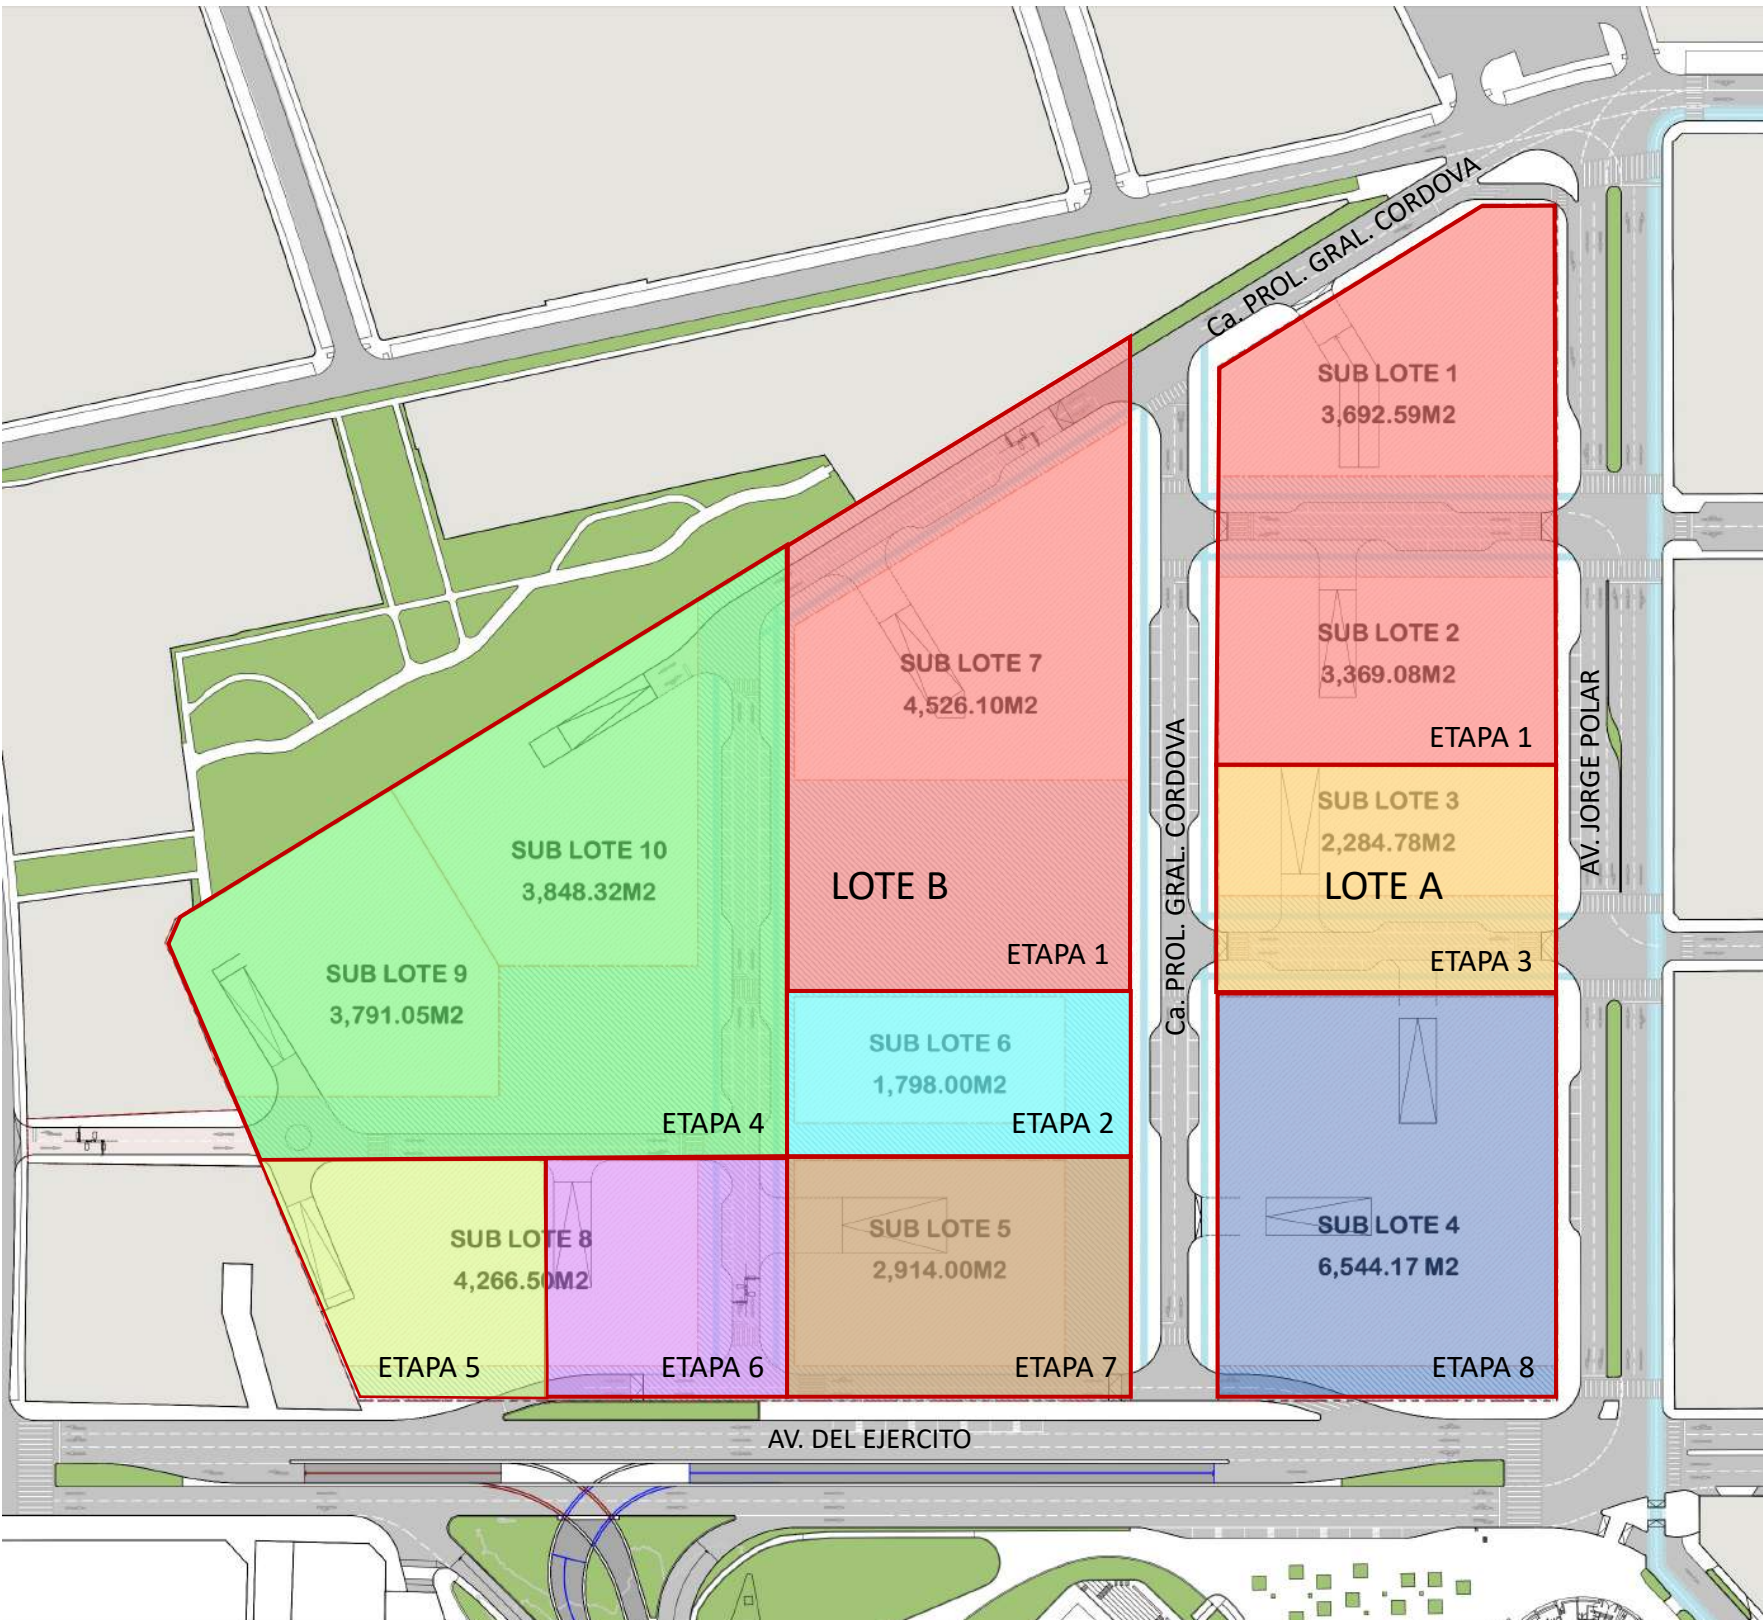 Ca. PROL. GRAL. CORDOVA
SUB LOTE 1
3,692.59M2
SUB LOTE 2
3,369.08M2
ETAPA 1
SUB LOTE 7
4,526.10M2
AV. JORGE POLAR
Ca. PROL. GRAL. CORDOVA
SUB LOTE 3
2,284.78M2
LOTE A
ETAPA 3
SUB LOTE 10
3,848.32M2
LOTE B
ETAPA 1
SUB LOTE 9
3,791.05M2
ETAPA 4
SUB LOTE 6
1,798.00M2
ETAPA 2
SUB LOTE 8
4,266.50M2
ETAPA 5
ETAPA 6
SUB LOTE 5
2,914.00M2
ETAPA 7
SUB LOTE 4
6,544.17 M2
ETAPA 8
AV. DEL EJERCITO